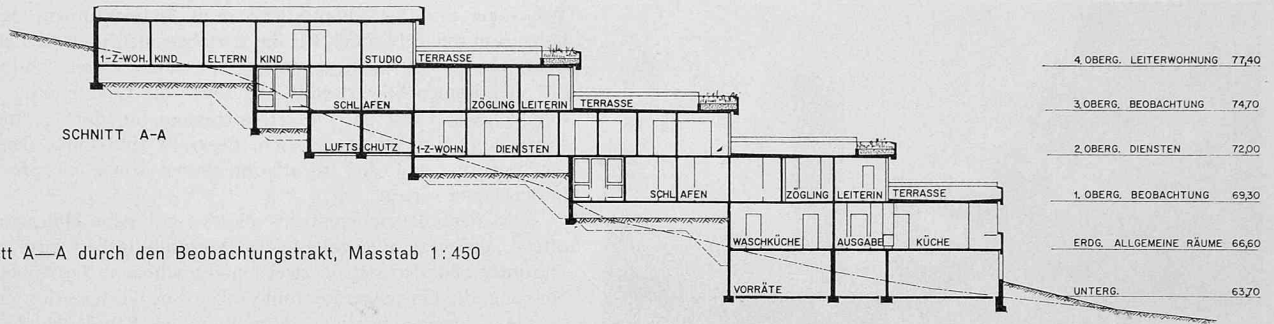 1-Z-WOH. KIND ELTERN KIND STUDIO TERRASSE
4. OBERG. LEITERWOHNUNG 77,40
SCHLAFEN ZÖGLING LEITERIN TERRASSE
3. OBERG. BEOBACHTUNG 74,70
SCHNITT A-A
LUFTSCHUTZ 1-Z-WOHN. DIENSTEN
2. OBERG. DIENSTEN 72,00
SCHLAFEN ZÖGLING LEITERIN TERRASSE
1. OBERG. BEOBACHTUNG 69,30
WASCHKÜCHE AUSGABE KÜCHE
ERDG. ALLGEMEINE RÄUME 66,60
tt A—A durch den Beobachtungstrakt, Masstab 1:450
VORRÄTE
UNTERG. 63,70